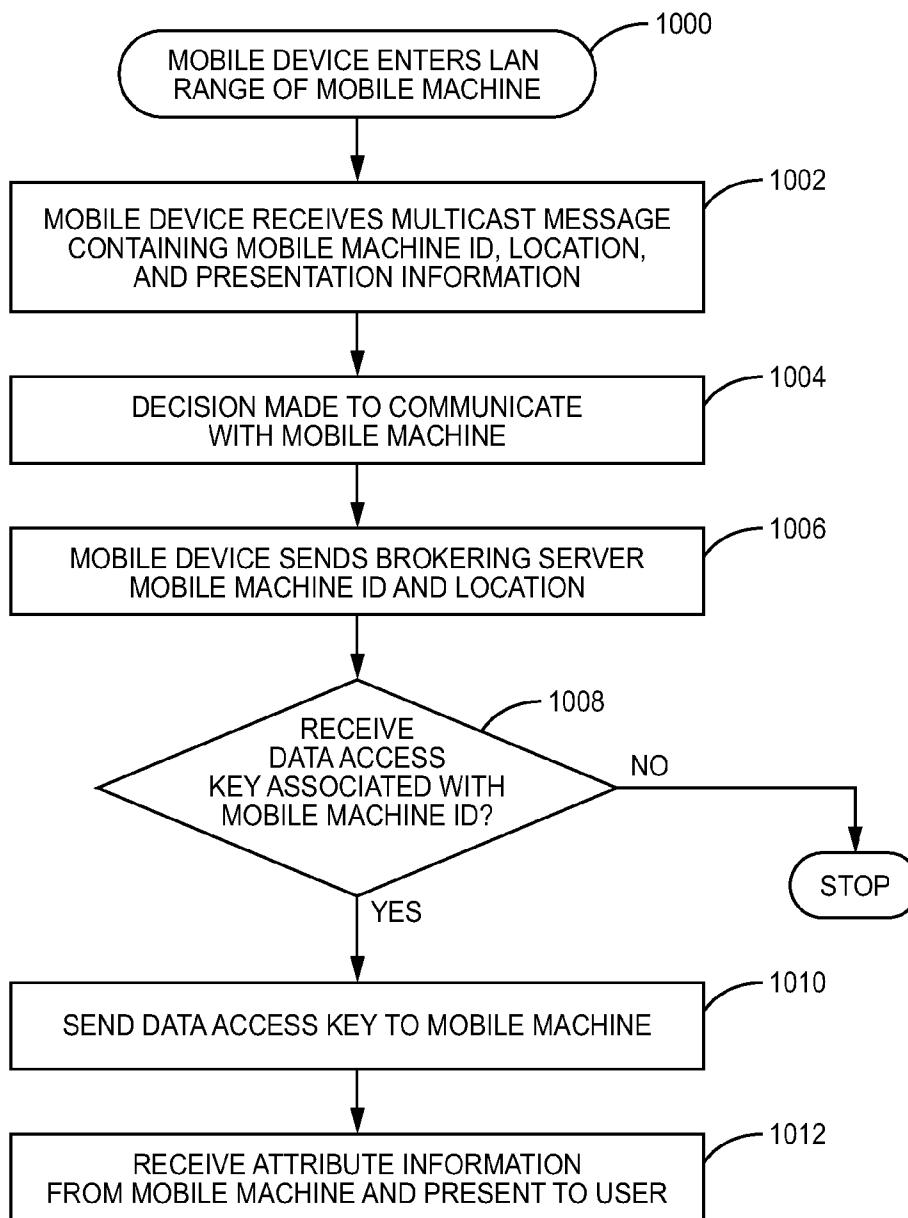 1000
MOBILE DEVICE ENTERS LAN
RANGE OF MOBILE MACHINE
1002
MOBILE DEVICE RECEIVES MULTICAST MESSAGE
CONTAINING MOBILE MACHINE ID, LOCATION,
AND PRESENTATION INFORMATION
1004
DECISION MADE TO COMMUNICATE
WITH MOBILE MACHINE
1006
MOBILE DEVICE SENDS BROKERING SERVER
MOBILE MACHINE ID AND LOCATION
1008
RECEIVE
DATA ACCESS
KEY ASSOCIATED WITH
MOBILE MACHINE ID?
NO
STOP
YES
1010
SEND DATA ACCESS KEY TO MOBILE MACHINE
1012
RECEIVE ATTRIBUTE INFORMATION
FROM MOBILE MACHINE AND PRESENT TO USER